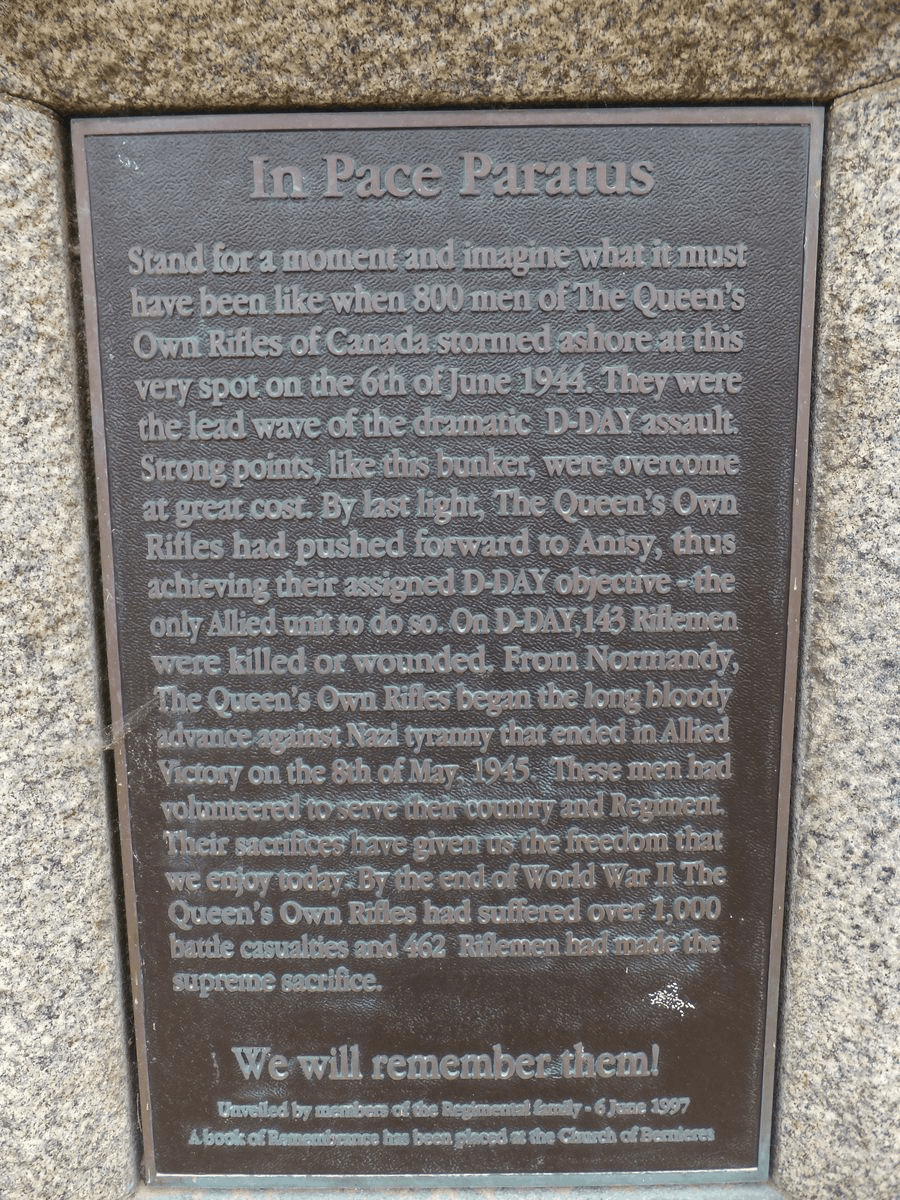 In Pace Paratus
Stand for a moment and imagine what it must
have been like when 800 men of The Queen's
Own Rifles of Canada stormed ashore at this
very spot on the 6th of June 1944. They were
the lead wave of the dramatic D-DAY assault.
Strong points, like this bunker, were overcome
at great cost. By last light, The Queen's Own
Rifles had pushed forward to Anisy, thus
achieving their assigned D-DAY objective - the
only Allied unit to do so. On D-DAY, 143 Riflemen
were killed or wounded. From Normandy,
The Queen's Own Rifles began the long bloody
advance against Nazi tyranny that ended in Allied
Victory on the 8th of May, 1945. These men had
volunteered to serve their country and Regiment.
Their sacrifices have given us the freedom that
we enjoy today. By the end of World War II The
Queen's Own Rifles had suffered over 1,000
battle casualties and 462 Riflemen had made the
supreme sacrifice.
We will remember them!
Unveiled by members of the Regimental family - 6 June 1997
A book of Remembrance has been placed at the Church of Bernieres